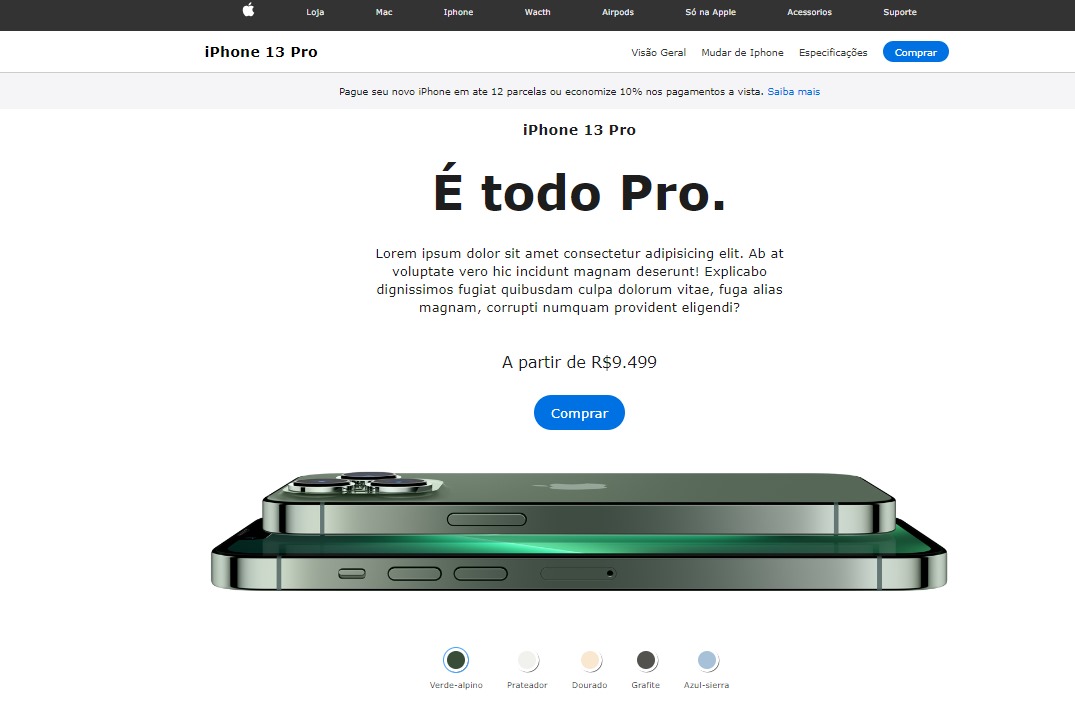 Loja Mac Iphone Wacth Airpods Só na Apple Acessorios Suporte
iPhone 13 Pro
Visão Geral Mudar de Iphone Especificações Comprar
Pague seu novo iPhone em ate 12 parcelas ou economize 10% nos pagamentos a vista. Saiba mais
iPhone 13 Pro
É todo Pro.
Lorem ipsum dolor sit amet consectetur adipisicing elit. Ab at
voluptate vero hic incidunt magnam deserunt! Explicabo
dignissimos fugiat quibusdam culpa dolorum vitae, fuga alias
magnam, corrupti numquam provident eligendi?
A partir de R$9.499
Comprar
Verde-alpino Prateador Dourado Grafite Azul-sierra